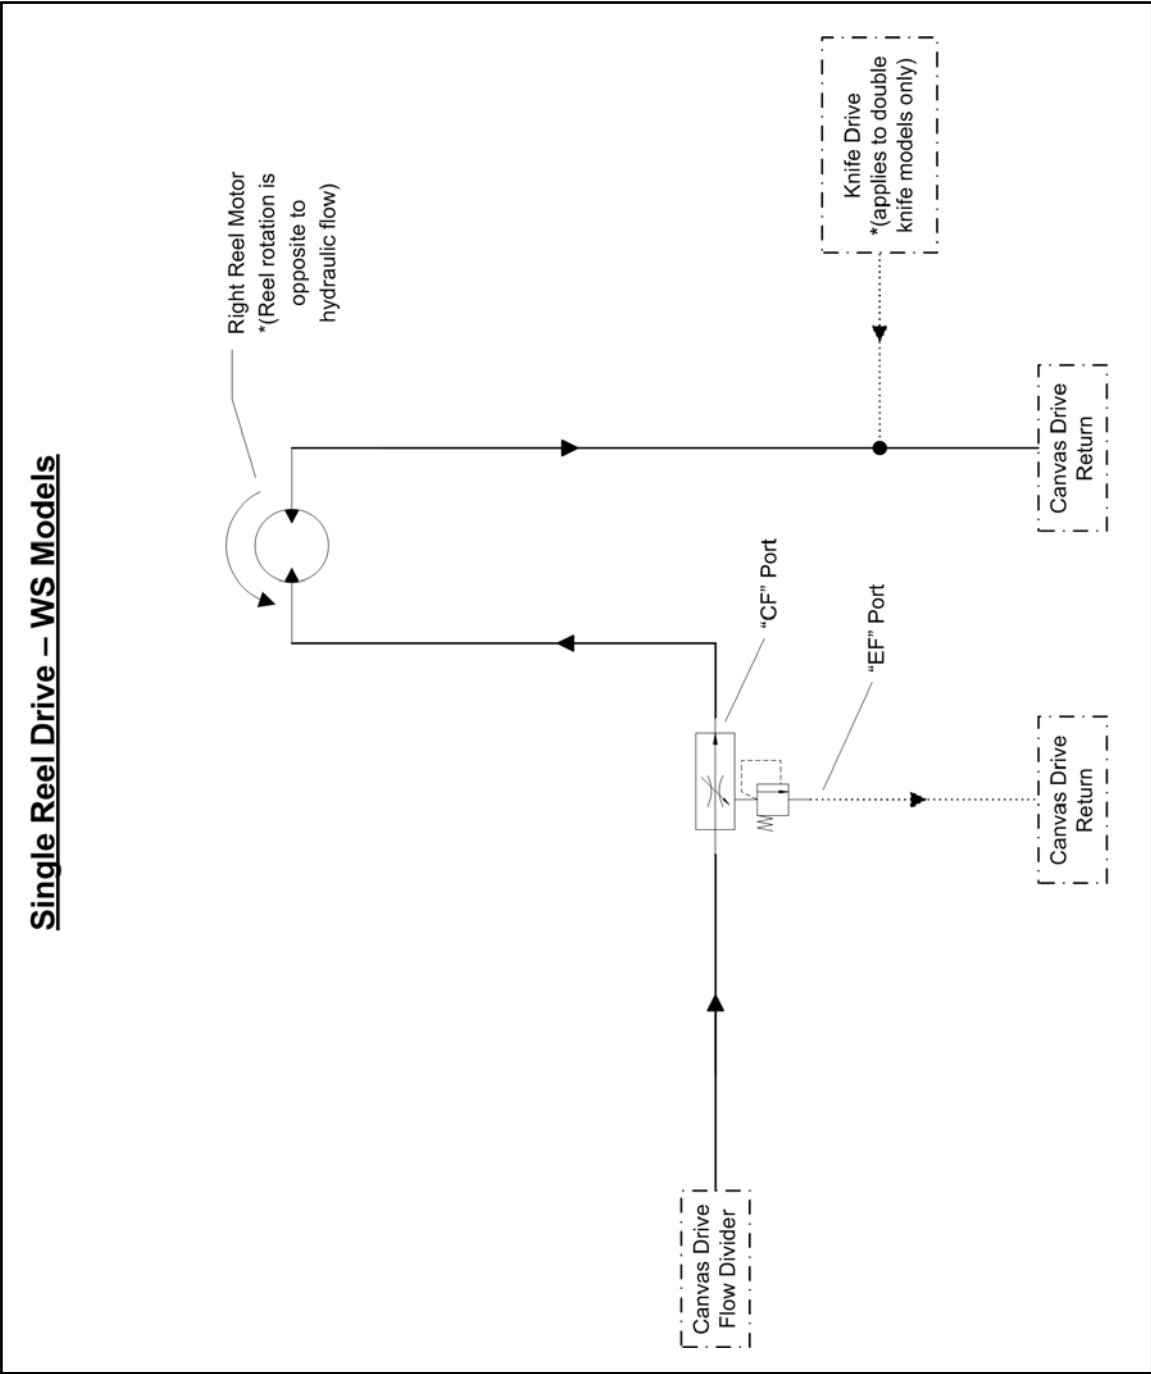 Single Reel Drive – WS Models
Right Reel Motor
*(Reel rotation is
opposite to
hydraulic flow)
Knife Drive
*(applies to double
knife models only)
"CF" Port
"EF" Port
Canvas Drive
Flow Divider
Canvas Drive
Return
Canvas Drive
Return